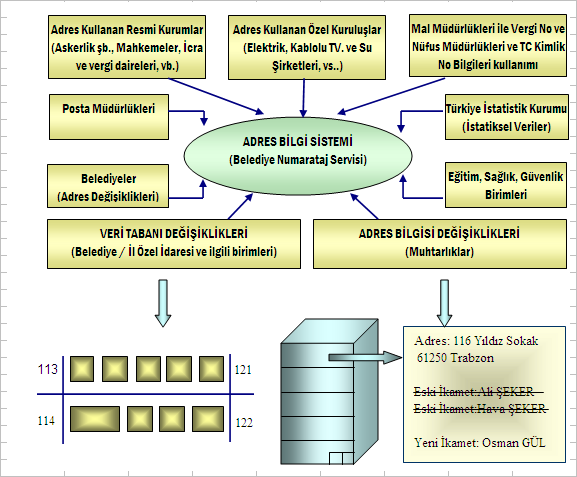 Adres Kullanan Resmi Kurumlar
(Askerlik şb., Mahkemeler, İcra
ve vergi daireleri, vb.)
Adres Kullanan Özel Kuruluşlar
(Elektrik, Kablolu TV. ve Su
Şirketleri, vs..)
Mal Müdürlükleri ile Vergi No ve
Nüfus Müdürlükleri ve TC Kimlik
No Bilgileri kullanımı
Posta Müdürlükleri
ADRES BİLGİ SİSTEMİ
(Belediye Numarataj Servisi)
Türkiye İstatistik Kurumu
(İstatiksel Veriler)
Belediyeler
(Adres Değişiklikleri)
Eğitim, Sağlık, Güvenlik
Birimleri
VERİ TABANI DEĞİŞİKLİKLERİ
(Belediye / İl Özel İdaresi ve ilgili birimleri)
ADRES BİLGİSİ DEĞİŞİKLİKLERİ
(Muhtarlıklar)
113
121
114
122
Adres: 116 Yıldız Sokak
61250 Trabzon
Eski İkamet:Ali ŞEKER
Eski İkamet:Hava ŞEKER
Yeni İkamet: Osman GÜL